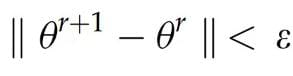 ‖ θ^{r+1} − θ^{r} ‖ < ε